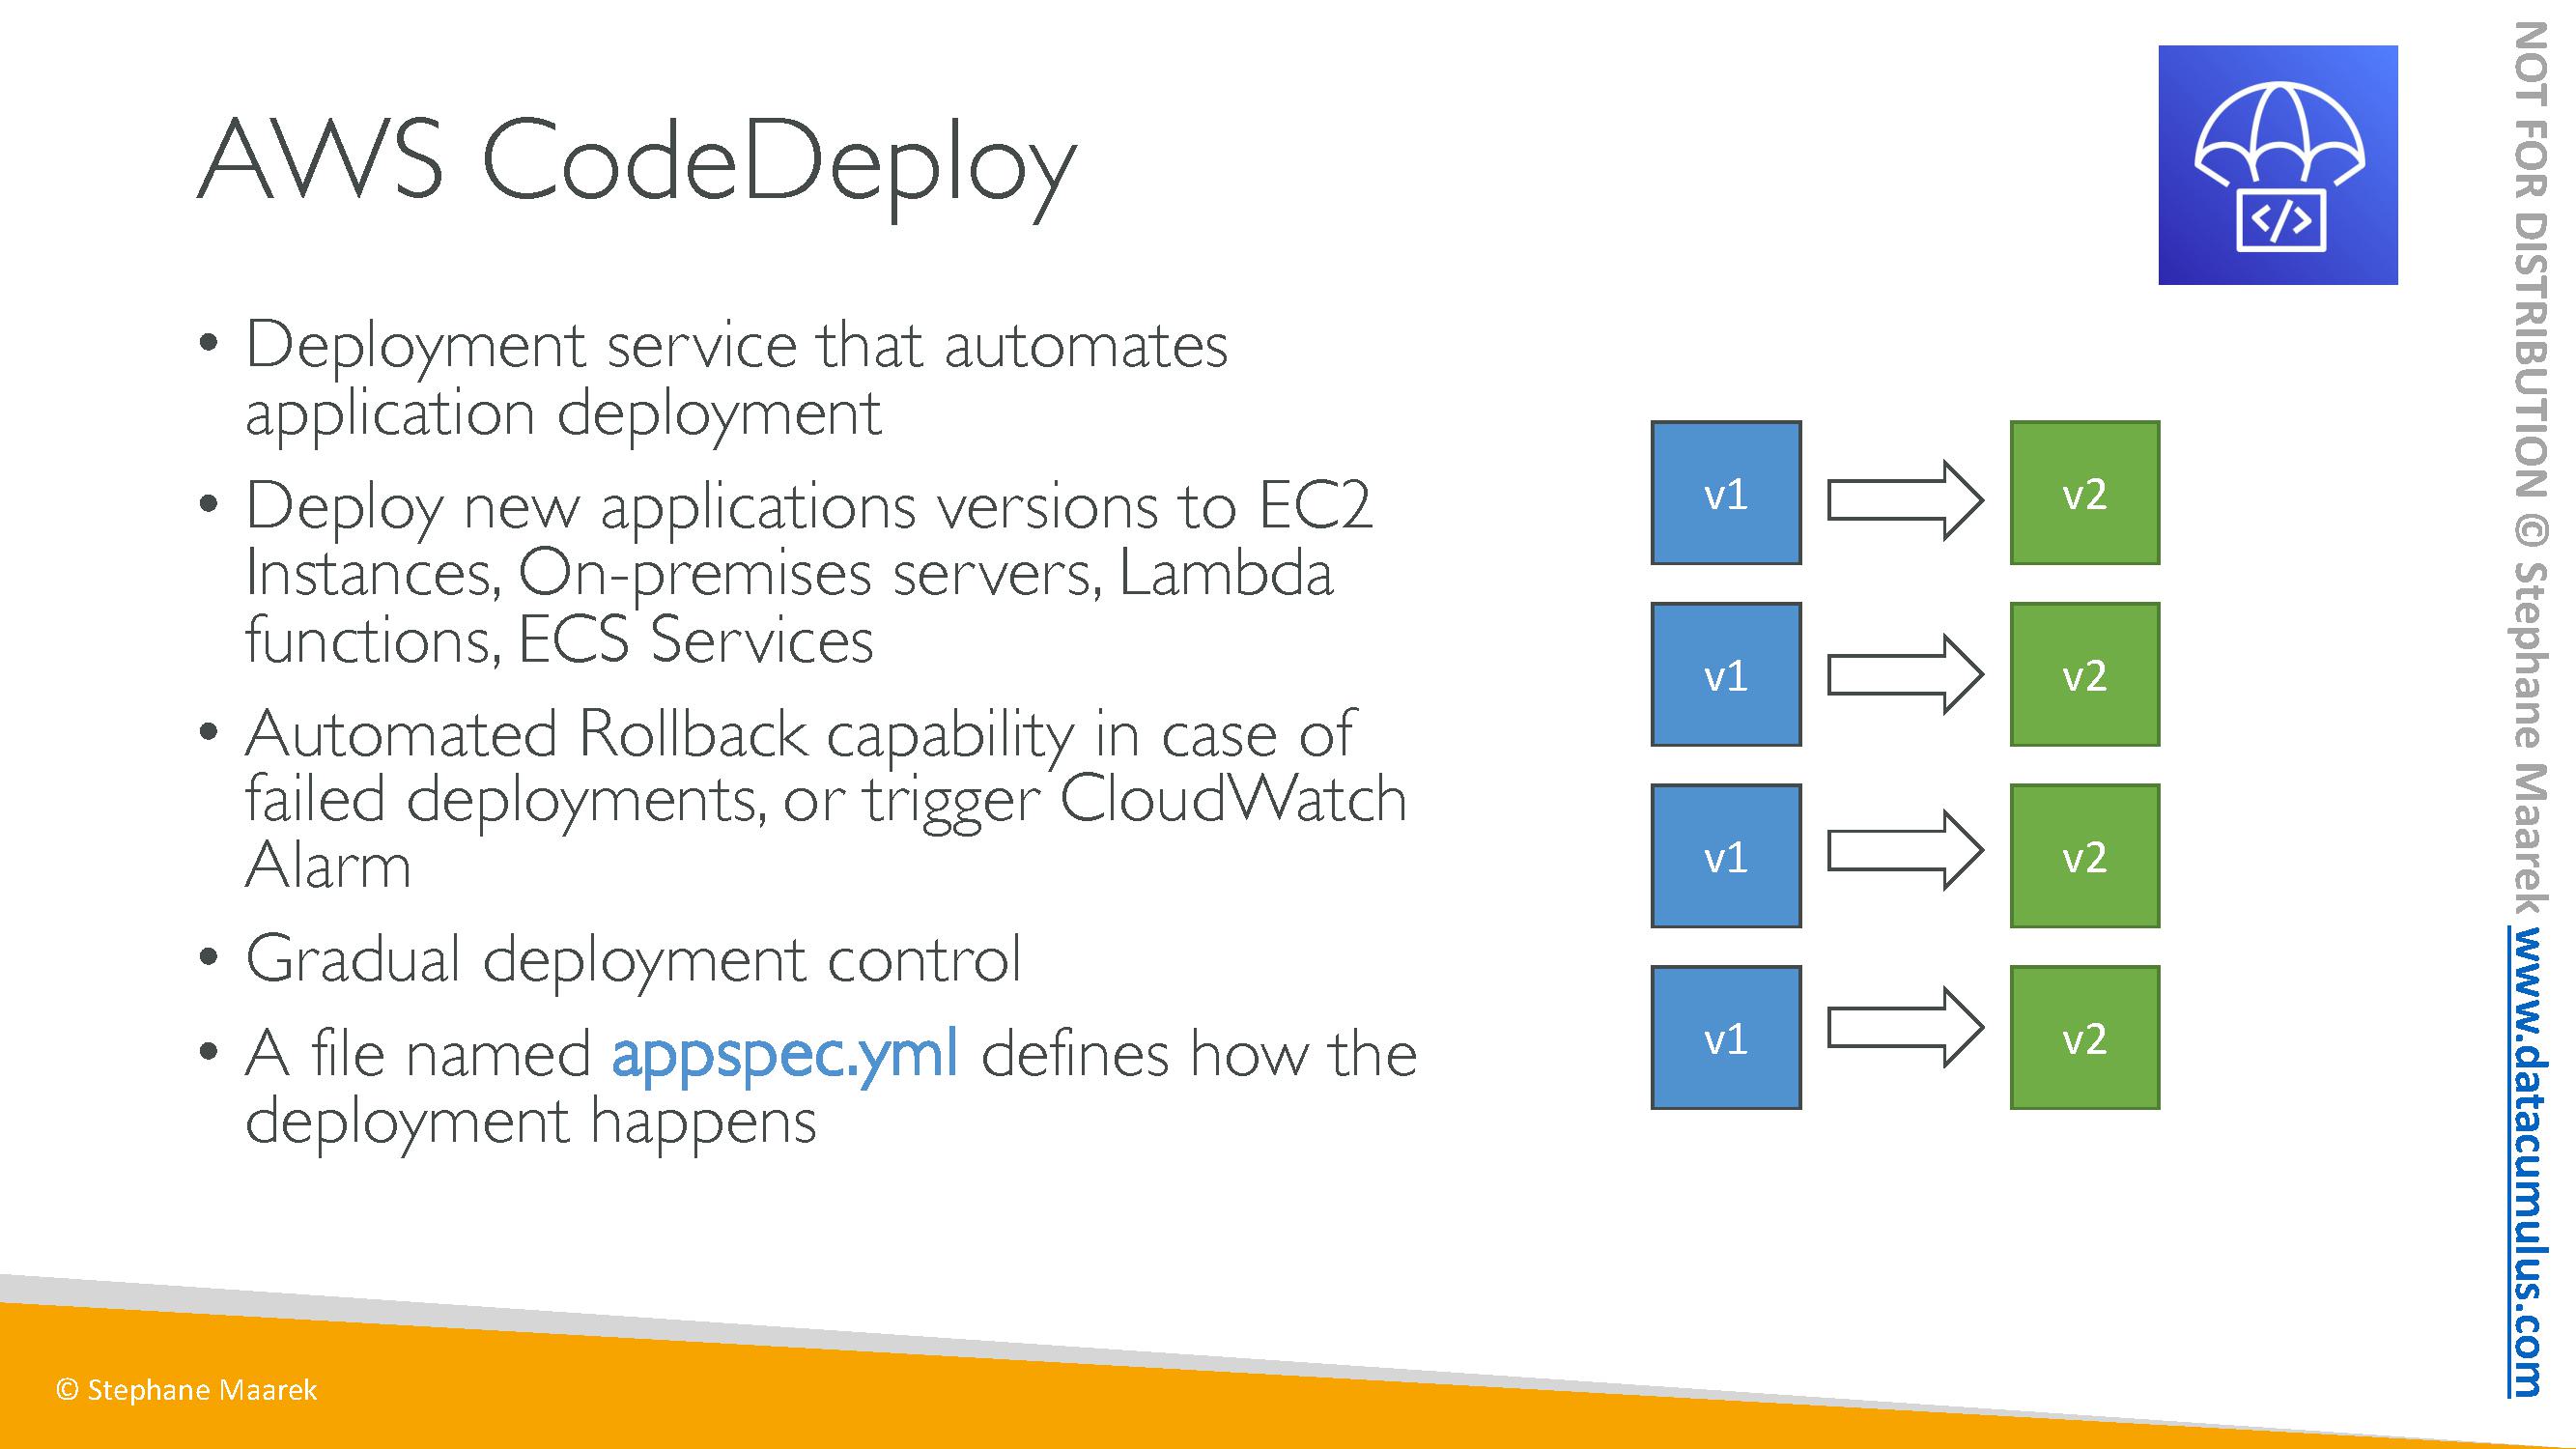 AWS CodeDeploy
• Deployment service that automates
application deployment
• Deploy new applications versions to EC2
Instances, On-premises servers, Lambda
functions, ECS Services
• Automated Rollback capability in case of
failed deployments, or trigger CloudWatch
Alarm
• Gradual deployment control
• A file named appspec.yml defines how the
deployment happens
v1
v2
v1
v2
v1
v2
v1
v2
</>
© Stephane Maarek
NOT FOR DISTRIBUTION © Stephane Maarek www.datacumulus.com